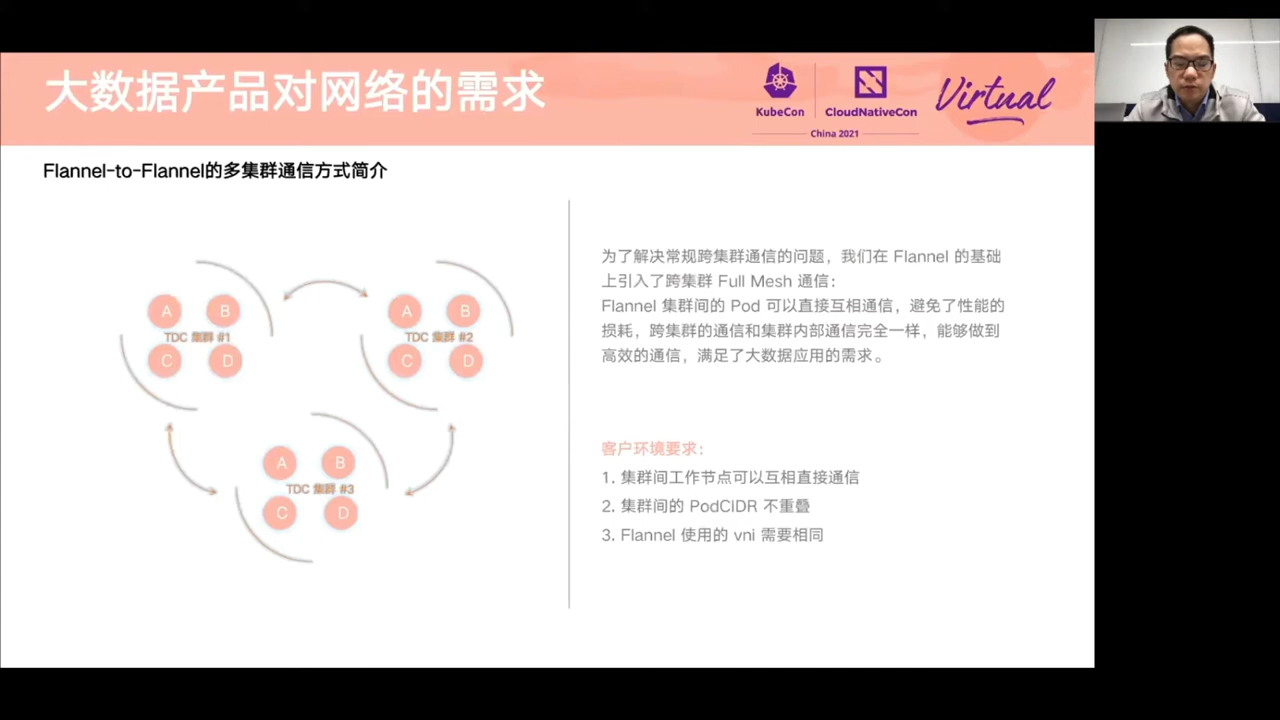 大数据产品对网络的需求
KubeCon
CloudNativeCon
Virtual
China 2021
Flannel-to-Flannel的多集群通信方式简介
A B
TDC 集群 #1
C D
A B
TDC 集群 #2
C D
A B
TDC 集群 #3
C D
为了解决常规跨集群通信的问题，我们在 Flannel 的基础
上引入了跨集群 Full Mesh 通信：
Flannel 集群间的 Pod 可以直接互相通信，避免了性能的
损耗，跨集群的通信和集群内部通信完全一样，能够做到
高效的通信，满足了大数据应用的需求。
客户环境要求：
1. 集群间工作节点可以互相直接通信
2. 集群间的 PodCIDR 不重叠
3. Flannel 使用的 vni 需要相同